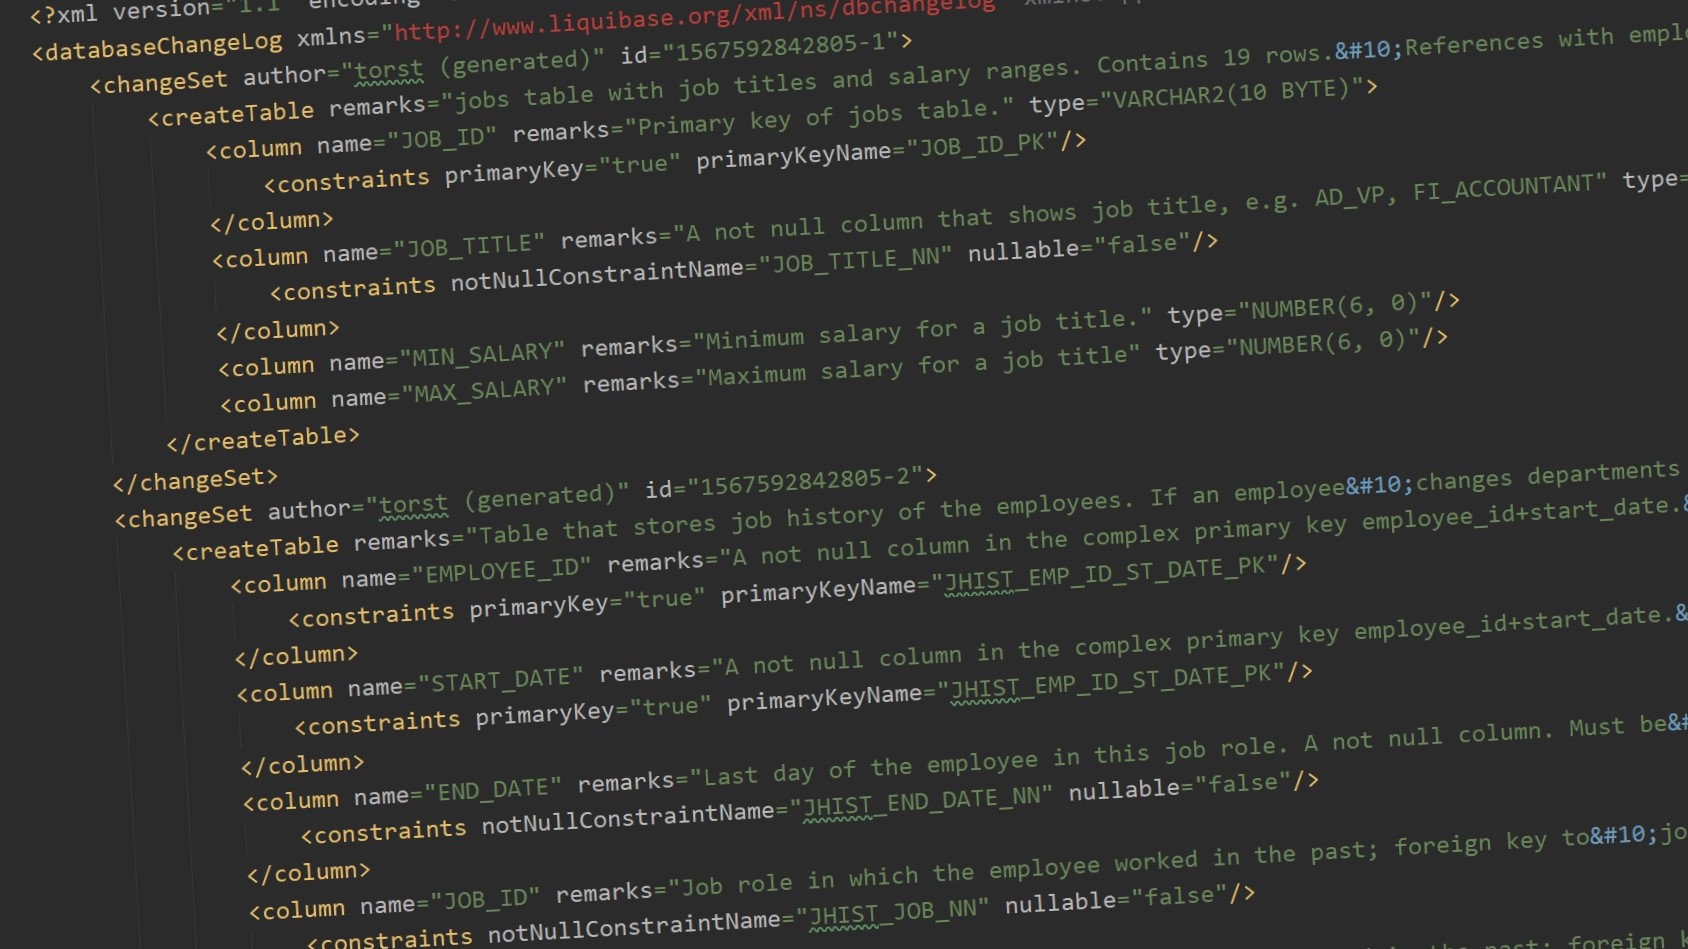 <?xml version="1.1" encoding
<databaseChangeLog xmlns="http://www.liquibase.org/xml/ns/dbchangelog"
<changeSet author="torst (generated)" id="1567592842805-1">
<createTable remarks="jobs table with job titles and salary ranges. Contains 19 rows.&#10;References with empl
<column name="JOB_ID" remarks="Primary key of jobs table." type="VARCHAR2(10 BYTE)">
<constraints primaryKey="true" primaryKeyName="JOB_ID_PK"/>
</column>
<column name="JOB_TITLE" remarks="A not null column that shows job title, e.g. AD_VP, FI_ACCOUNTANT" type=
<constraints notNullConstraintName="JOB_TITLE_NN" nullable="false"/>
</column>
<column name="MIN_SALARY" remarks="Minimum salary for a job title." type="NUMBER(6, 0)"/>
<column name="MAX_SALARY" remarks="Maximum salary for a job title" type="NUMBER(6, 0)"/>
</createTable>
</changeSet>
<changeSet author="torst (generated)" id="1567592842805-2">
<createTable remarks="Table that stores job history of the employees. If an employee&#10;changes departments
<column name="EMPLOYEE_ID" remarks="A not null column in the complex primary key employee_id+start_date.&
<constraints primaryKey="true" primaryKeyName="JHIST_EMP_ID_ST_DATE_PK"/>
</column>
<column name="START_DATE" remarks="A not null column in the complex primary key employee_id+start_date.&
<constraints primaryKey="true" primaryKeyName="JHIST_EMP_ID_ST_DATE_PK"/>
</column>
<column name="END_DATE" remarks="Last day of the employee in this job role. A not null column. Must be&#
<constraints notNullConstraintName="JHIST_END_DATE_NN" nullable="false"/>
</column>
<column name="JOB_ID" remarks="Job role in which the employee worked in the past; foreign key to&#10;jo
<constraints notNullConstraintName="JHIST_JOB_NN" nullable="false"/>
the past; foreign k